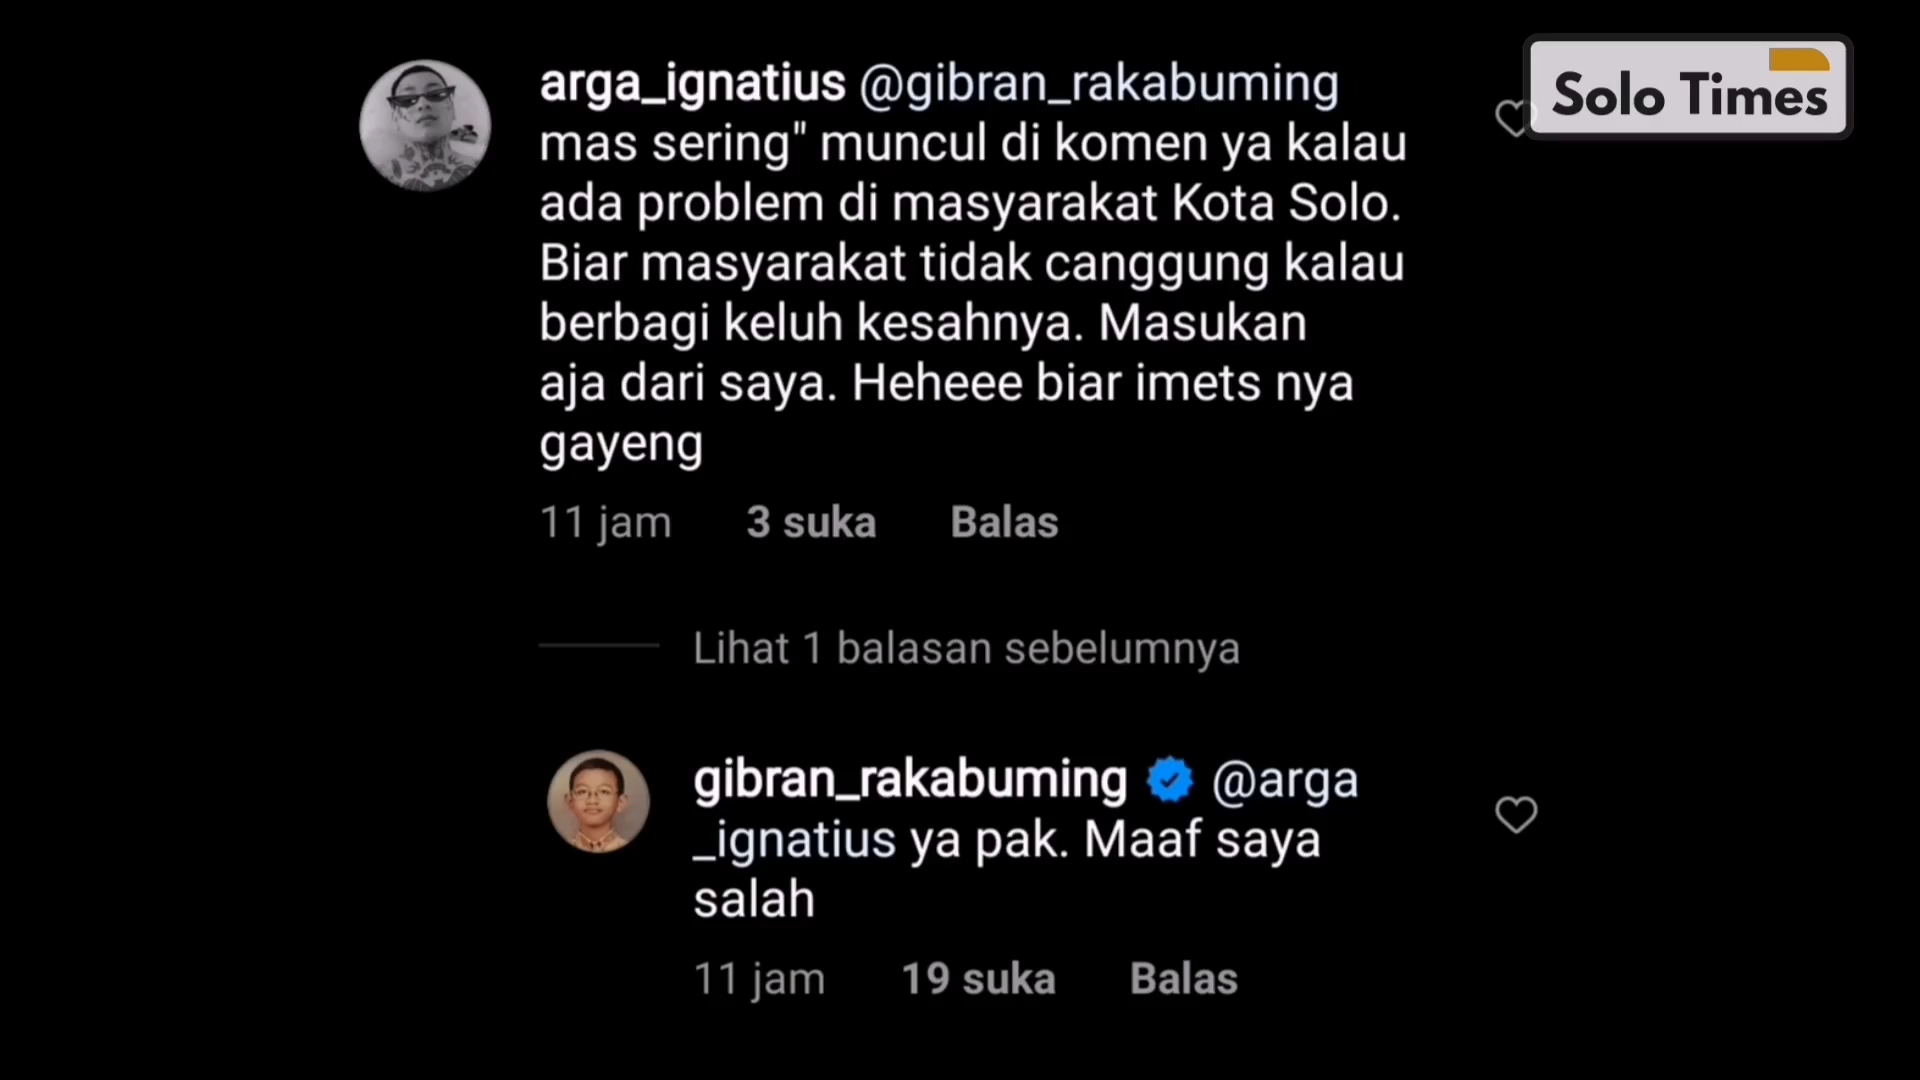 Solo Times
arga_ignatius @gibran_rakabuming
mas sering" muncul di komen ya kalau
ada problem di masyarakat Kota Solo.
Biar masyarakat tidak canggung kalau
berbagi keluh kesahnya. Masukan
aja dari saya. Heheee biar imets nya
gayeng
11 jam 3 suka Balas
Lihat 1 balasan sebelumnya
gibran_rakabuming @arga
_ignatius ya pak. Maaf saya
salah
11 jam 19 suka Balas